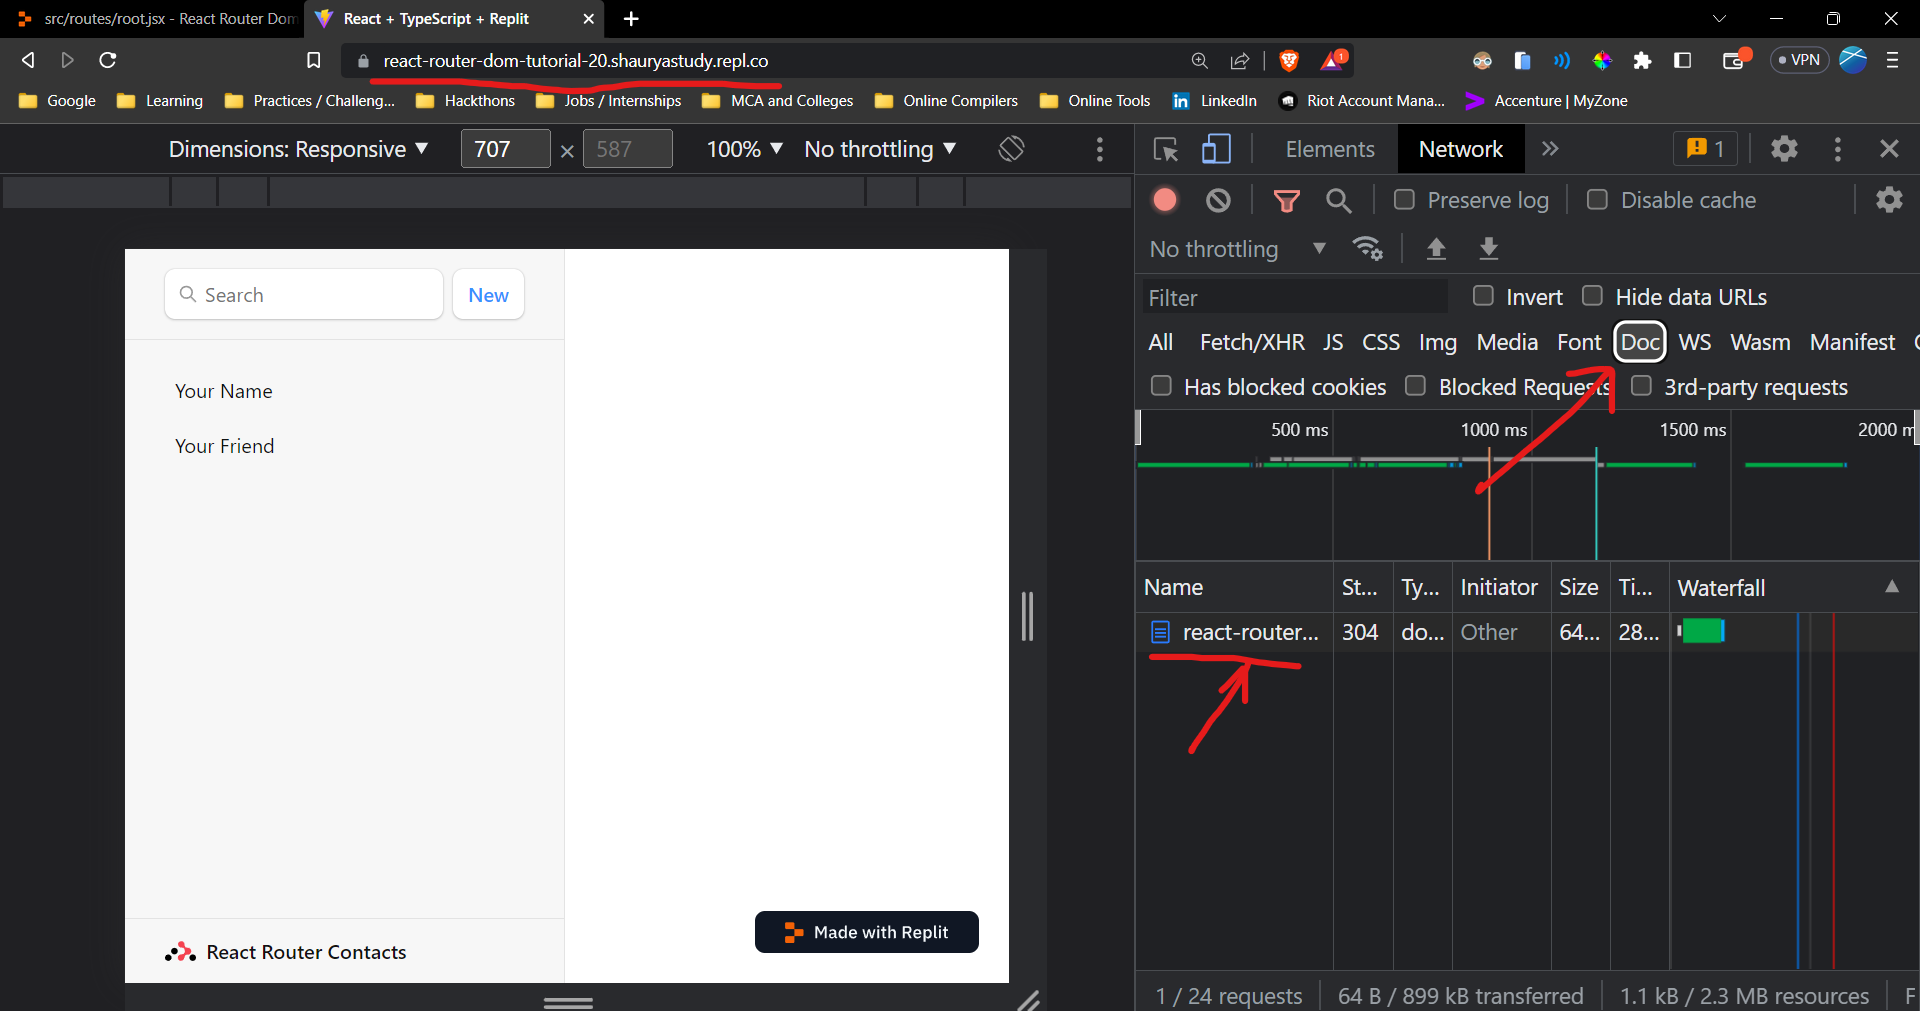 src/routes/root.jsx - React Router Dom
React + TypeScript + Replit
react-router-dom-tutorial-20.shauryastudy.repl.co
1
VPN
Google
Learning
Practices / Challeng...
Hackthons
Jobs / Internships
MCA and Colleges
Online Compilers
Online Tools
LinkedIn
Riot Account Mana...
Accenture | MyZone
Dimensions: Responsive
707 × 587
100%
No throttling
Elements
Network
1
Preserve log
Disable cache
No throttling
Filter
Invert
Hide data URLs
All Fetch/XHR JS CSS Img Media Font Doc WS Wasm Manifest
Has blocked cookies
Blocked Requests
3rd-party requests
500 ms 1000 ms 1500 ms 2000 m
Name St... Ty... Initiator Size Ti... Waterfall
react-router... 304 do... Other 64... 28...
1 / 24 requests 64 B / 899 kB transferred 1.1 kB / 2.3 MB resources F
Search
New
Your Name
Your Friend
Made with Replit
React Router Contacts